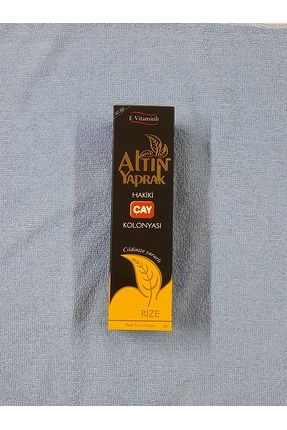 E Vitaminli
ALTIN
YAPRAK
HAKİKİ
ÇAY
KOLONYASI
Cildinize yararlı
RİZE